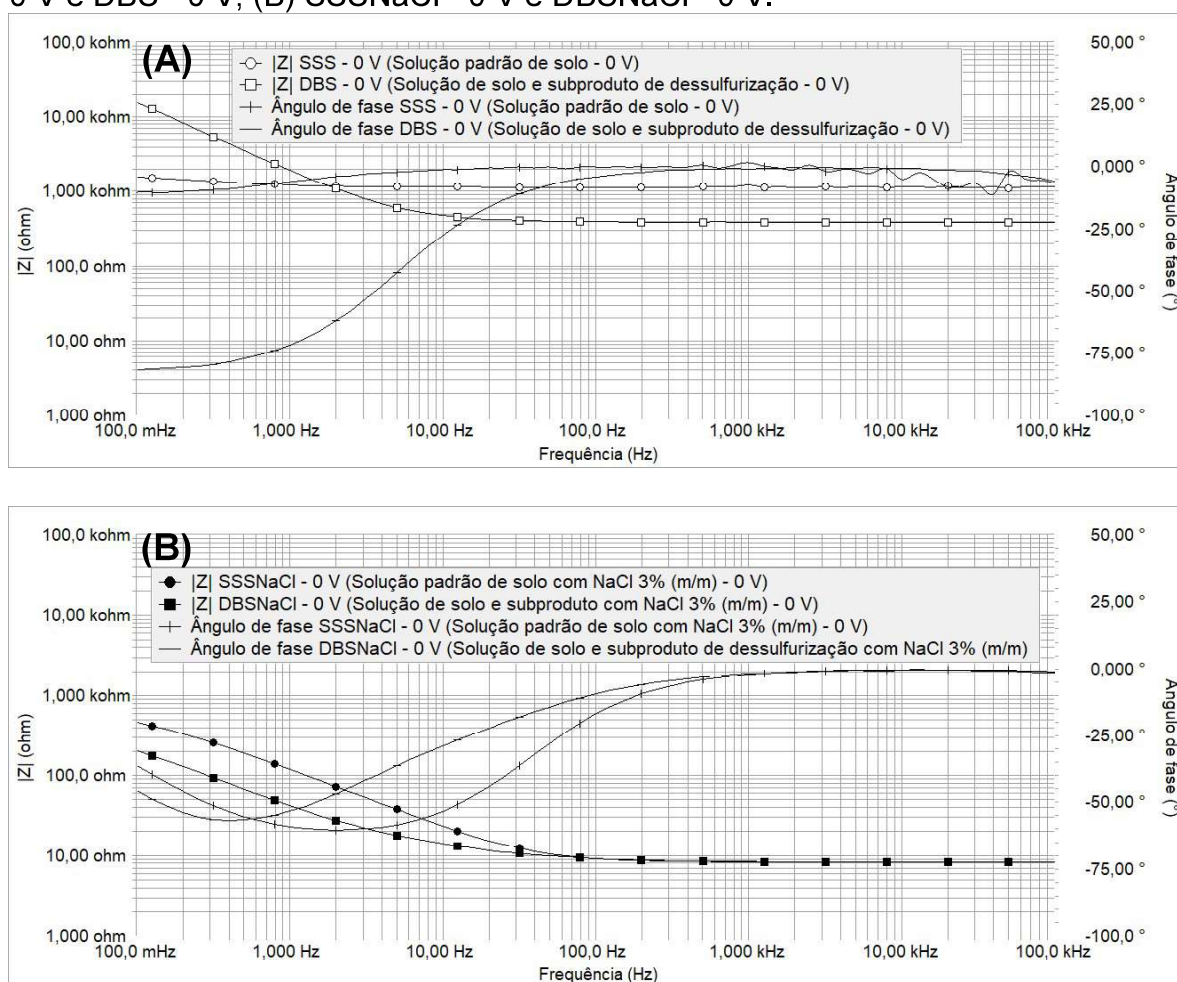 0 V e DBS - 0 V; (B) SSSNaCl - 0 V e DBSNaCl - 0 V.
100,0 kohm
(A)
|Z| SSS - 0 V (Solução padrão de solo - 0 V)
|Z| DBS - 0 V (Solução de solo e subproduto de dessulfurização - 0 V)
Ângulo de fase SSS - 0 V (Solução padrão de solo - 0 V)
Ângulo de fase DBS - 0 V (Solução de solo e subproduto de dessulfurização - 0 V)
10,00 kohm
1,000 kohm
100,0 ohm
10,00 ohm
1,000 ohm
|Z| (ohm)
50,00 °
25,00 °
0,000 °
-25,00 °
-50,00 °
-75,00 °
-100,0 °
Ângulo de fase (°)
100,0 mHz 1,000 Hz 10,00 Hz 100,0 Hz 1,000 kHz 10,00 kHz 100,0 kHz
Frequência (Hz)
100,0 kohm
(B)
|Z| SSSNaCl - 0 V (Solução padrão de solo com NaCl 3% (m/m) - 0 V)
|Z| DBSNaCl - 0 V (Solução de solo e subproduto com NaCl 3% (m/m) - 0 V)
Ângulo de fase SSSNaCl - 0 V (Solução padrão de solo com NaCl 3% (m/m) - 0 V)
Ângulo de fase DBSNaCl - 0 V (Solução de solo e subproduto de dessulfurização com NaCl 3% (m/m)
10,00 kohm
1,000 kohm
100,0 ohm
10,00 ohm
1,000 ohm
|Z| (ohm)
50,00 °
25,00 °
0,000 °
-25,00 °
-50,00 °
-75,00 °
-100,0 °
Ângulo de fase (°)
100,0 mHz 1,000 Hz 10,00 Hz 100,0 Hz 1,000 kHz 10,00 kHz 100,0 kHz
Frequência (Hz)